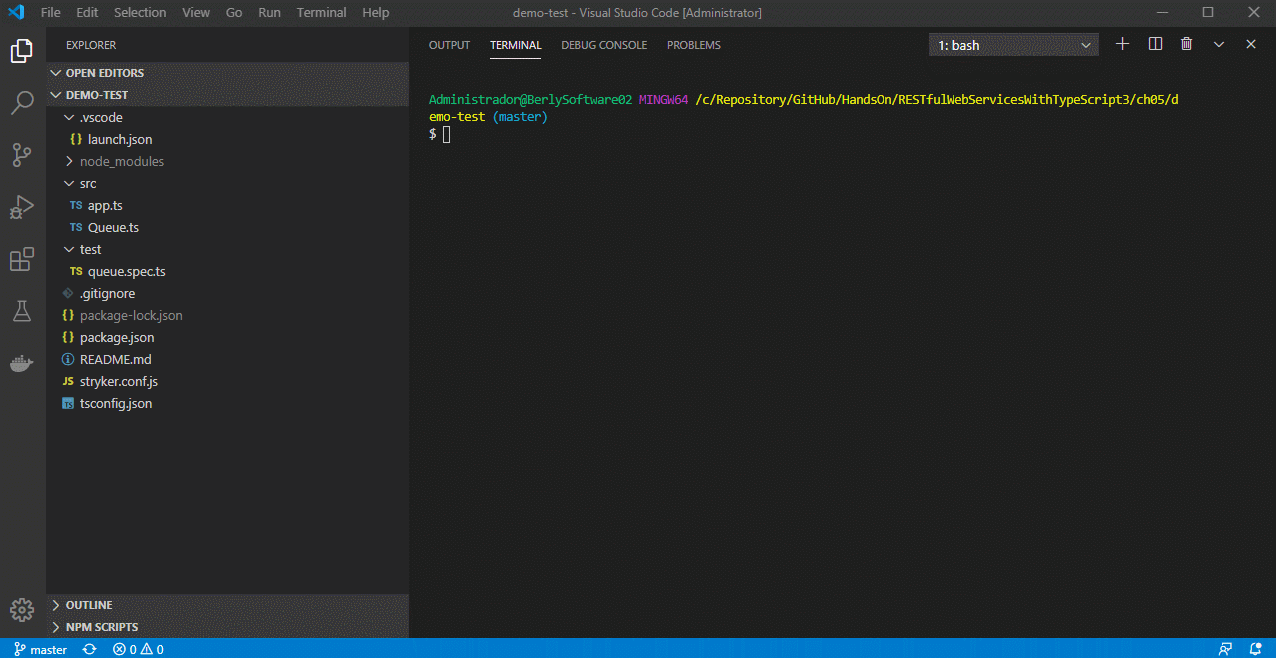 File Edit Selection View Go Run Terminal Help
demo-test - Visual Studio Code [Administrator]
EXPLORER
OPEN EDITORS
DEMO-TEST
.vscode
{} launch.json
node_modules
src
TS app.ts
TS Queue.ts
test
TS queue.spec.ts
.gitignore
{} package-lock.json
{} package.json
README.md
JS stryker.conf.js
TS tsconfig.json
OUTLINE
NPM SCRIPTS
OUTPUT TERMINAL DEBUG CONSOLE PROBLEMS
1: bash
Administrador@BerlySoftware02 MINGW64 /c/Repository/GitHub/HandsOn/RESTfulWebServicesWithTypeScript3/ch05/d
emo-test (master)
$
master 0 0